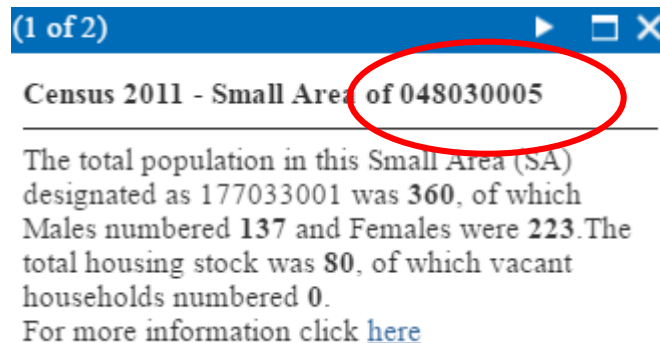 (1 of 2)
Census 2011 - Small Area of 048030005
The total population in this Small Area (SA)
designated as 177033001 was 360, of which
Males numbered 137 and Females were 223.The
total housing stock was 80, of which vacant
households numbered 0.
For more information click here